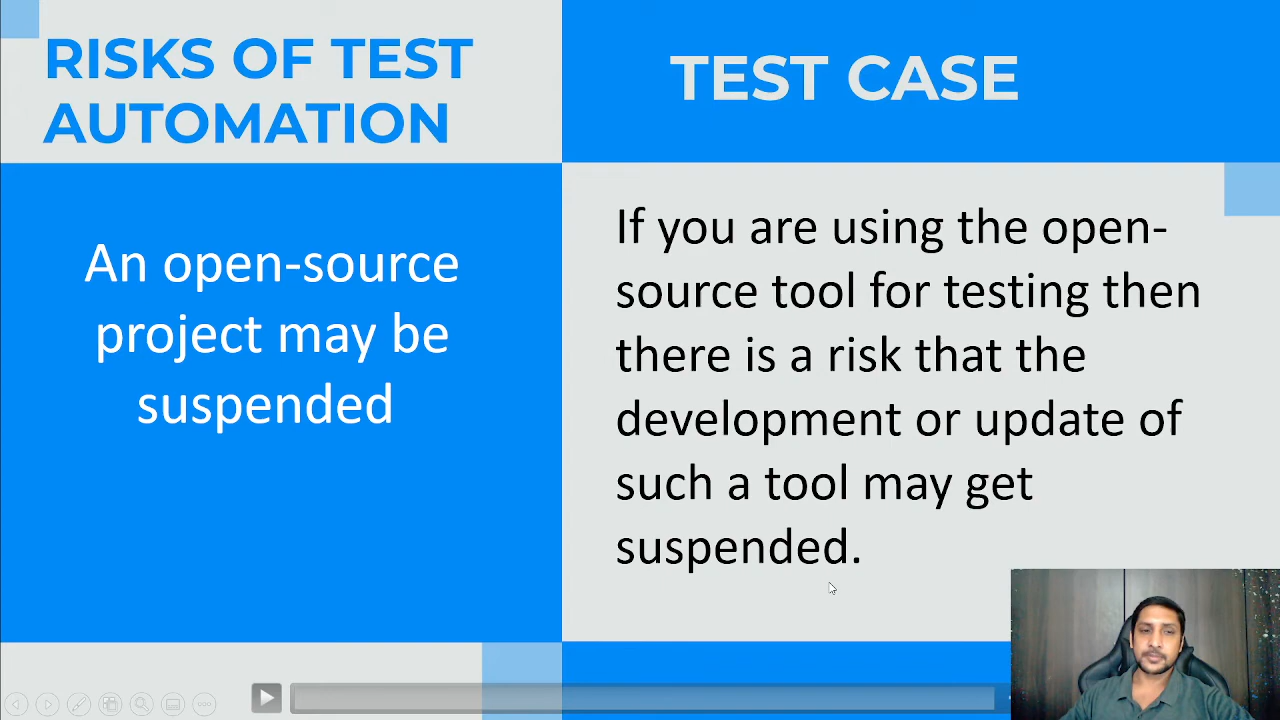 RISKS OF TEST
AUTOMATION
TEST CASE
An open-source
project may be
suspended
If you are using the open-
source tool for testing then
there is a risk that the
development or update of
such a tool may get
suspended.